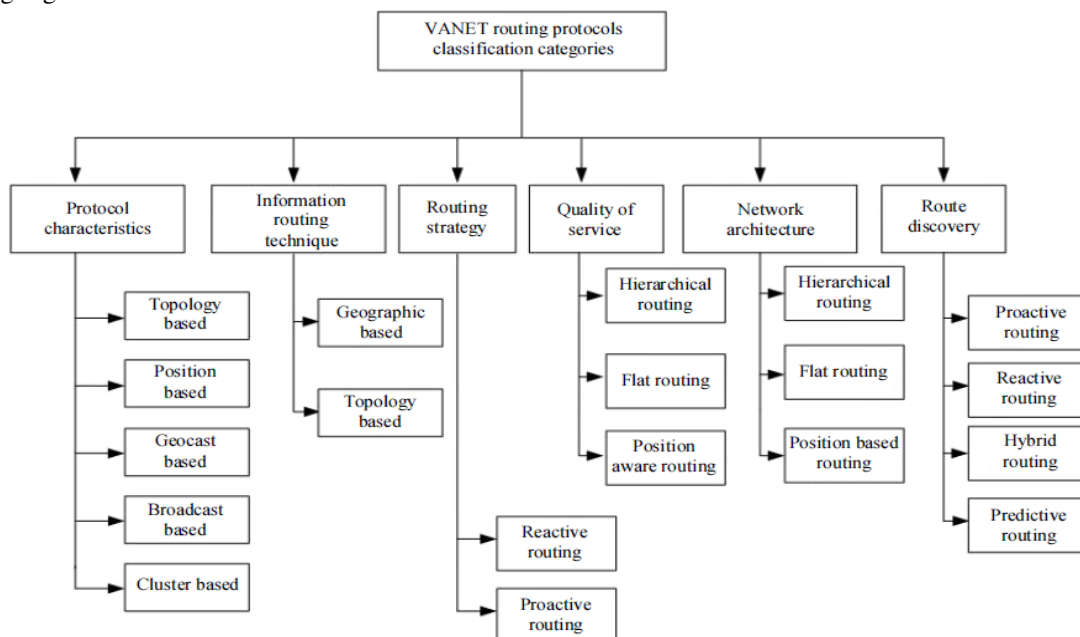 VANET routing protocols
classification categories
Protocol
characteristics
Information
routing
technique
Routing
strategy
Quality of
service
Network
architecture
Route
discovery
Topology
based
Position
based
Geocast
based
Broadcast
based
Cluster based
Geographic
based
Topology
based
Reactive
routing
Proactive
routing
Hierarchical
routing
Flat routing
Position
aware routing
Hierarchical
routing
Flat routing
Position based
routing
Proactive
routing
Reactive
routing
Hybrid
routing
Predictive
routing